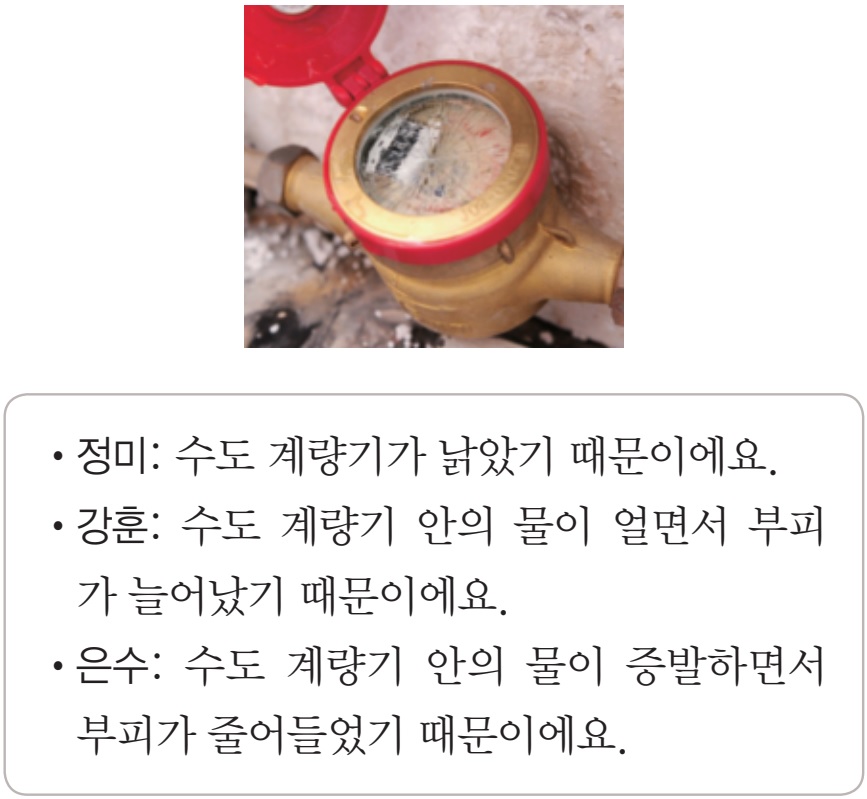 • 정미: 수도 계량기가 낡았기 때문이에요.
• 강훈: 수도 계량기 안의 물이 얼면서 부피
가 늘어났기 때문이에요.
• 은수: 수도 계량기 안의 물이 증발하면서
부피가 줄어들었기 때문이에요.